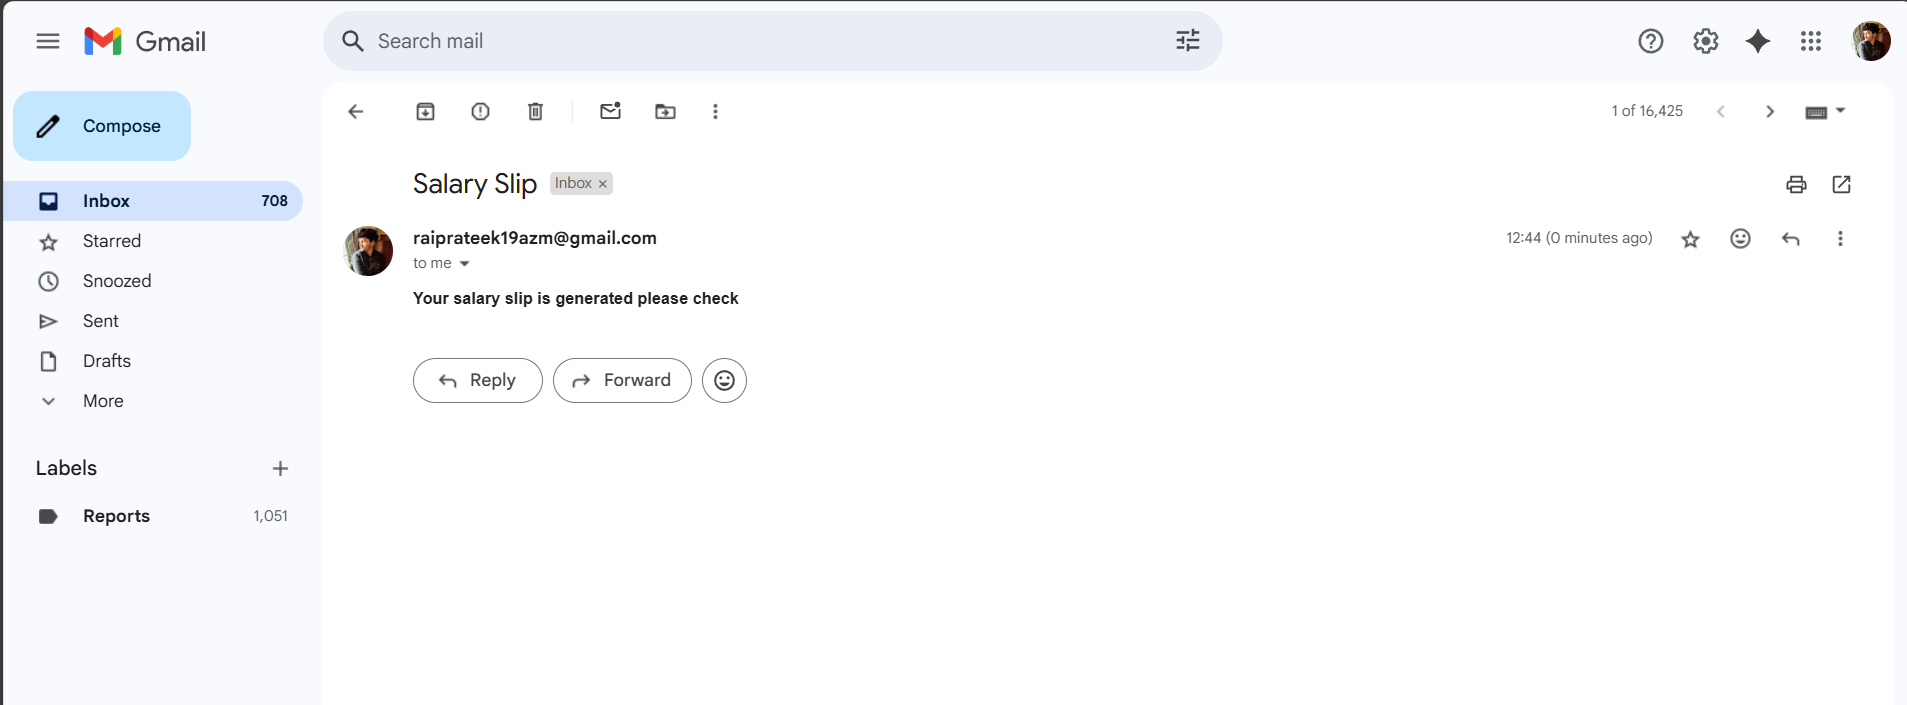 Gmail
Search mail
Compose
1 of 16,425
Inbox 708
Starred
Snoozed
Sent
Drafts
More
Labels
Reports 1,051
Salary Slip Inbox ×
raiprateek19azm@gmail.com 12:44 (0 minutes ago)
to me
Your salary slip is generated please check
Reply Forward